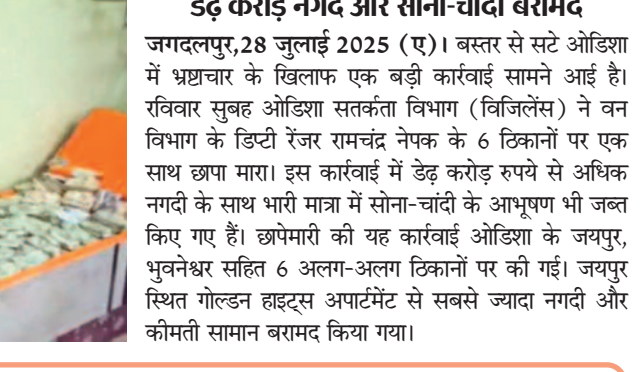 डेढ़ करोड़ नगद और सोना-चांदी बरामद
जगदलपुर,28 जुलाई 2025 (ए)। बस्तर से सटे ओडिशा
में भ्रष्टाचार के खिलाफ एक बड़ी कार्रवाई सामने आई है।
रविवार सुबह ओडिशा सतर्कता विभाग (विजिलेंस) ने वन
विभाग के डिप्टी रेंजर रामचंद्र नेपक के 6 ठिकानों पर एक
साथ छापा मारा। इस कार्रवाई में डेढ़ करोड़ रुपये से अधिक
नगदी के साथ भारी मात्रा में सोना-चांदी के आभूषण भी जब्त
किए गए हैं। छापेमारी की यह कार्रवाई ओडिशा के जयपुर,
भुवनेश्वर सहित 6 अलग-अलग ठिकानों पर की गई। जयपुर
स्थित गोल्डन हाइट्स अपार्टमेंट से सबसे ज्यादा नगदी और
कीमती सामान बरामद किया गया।